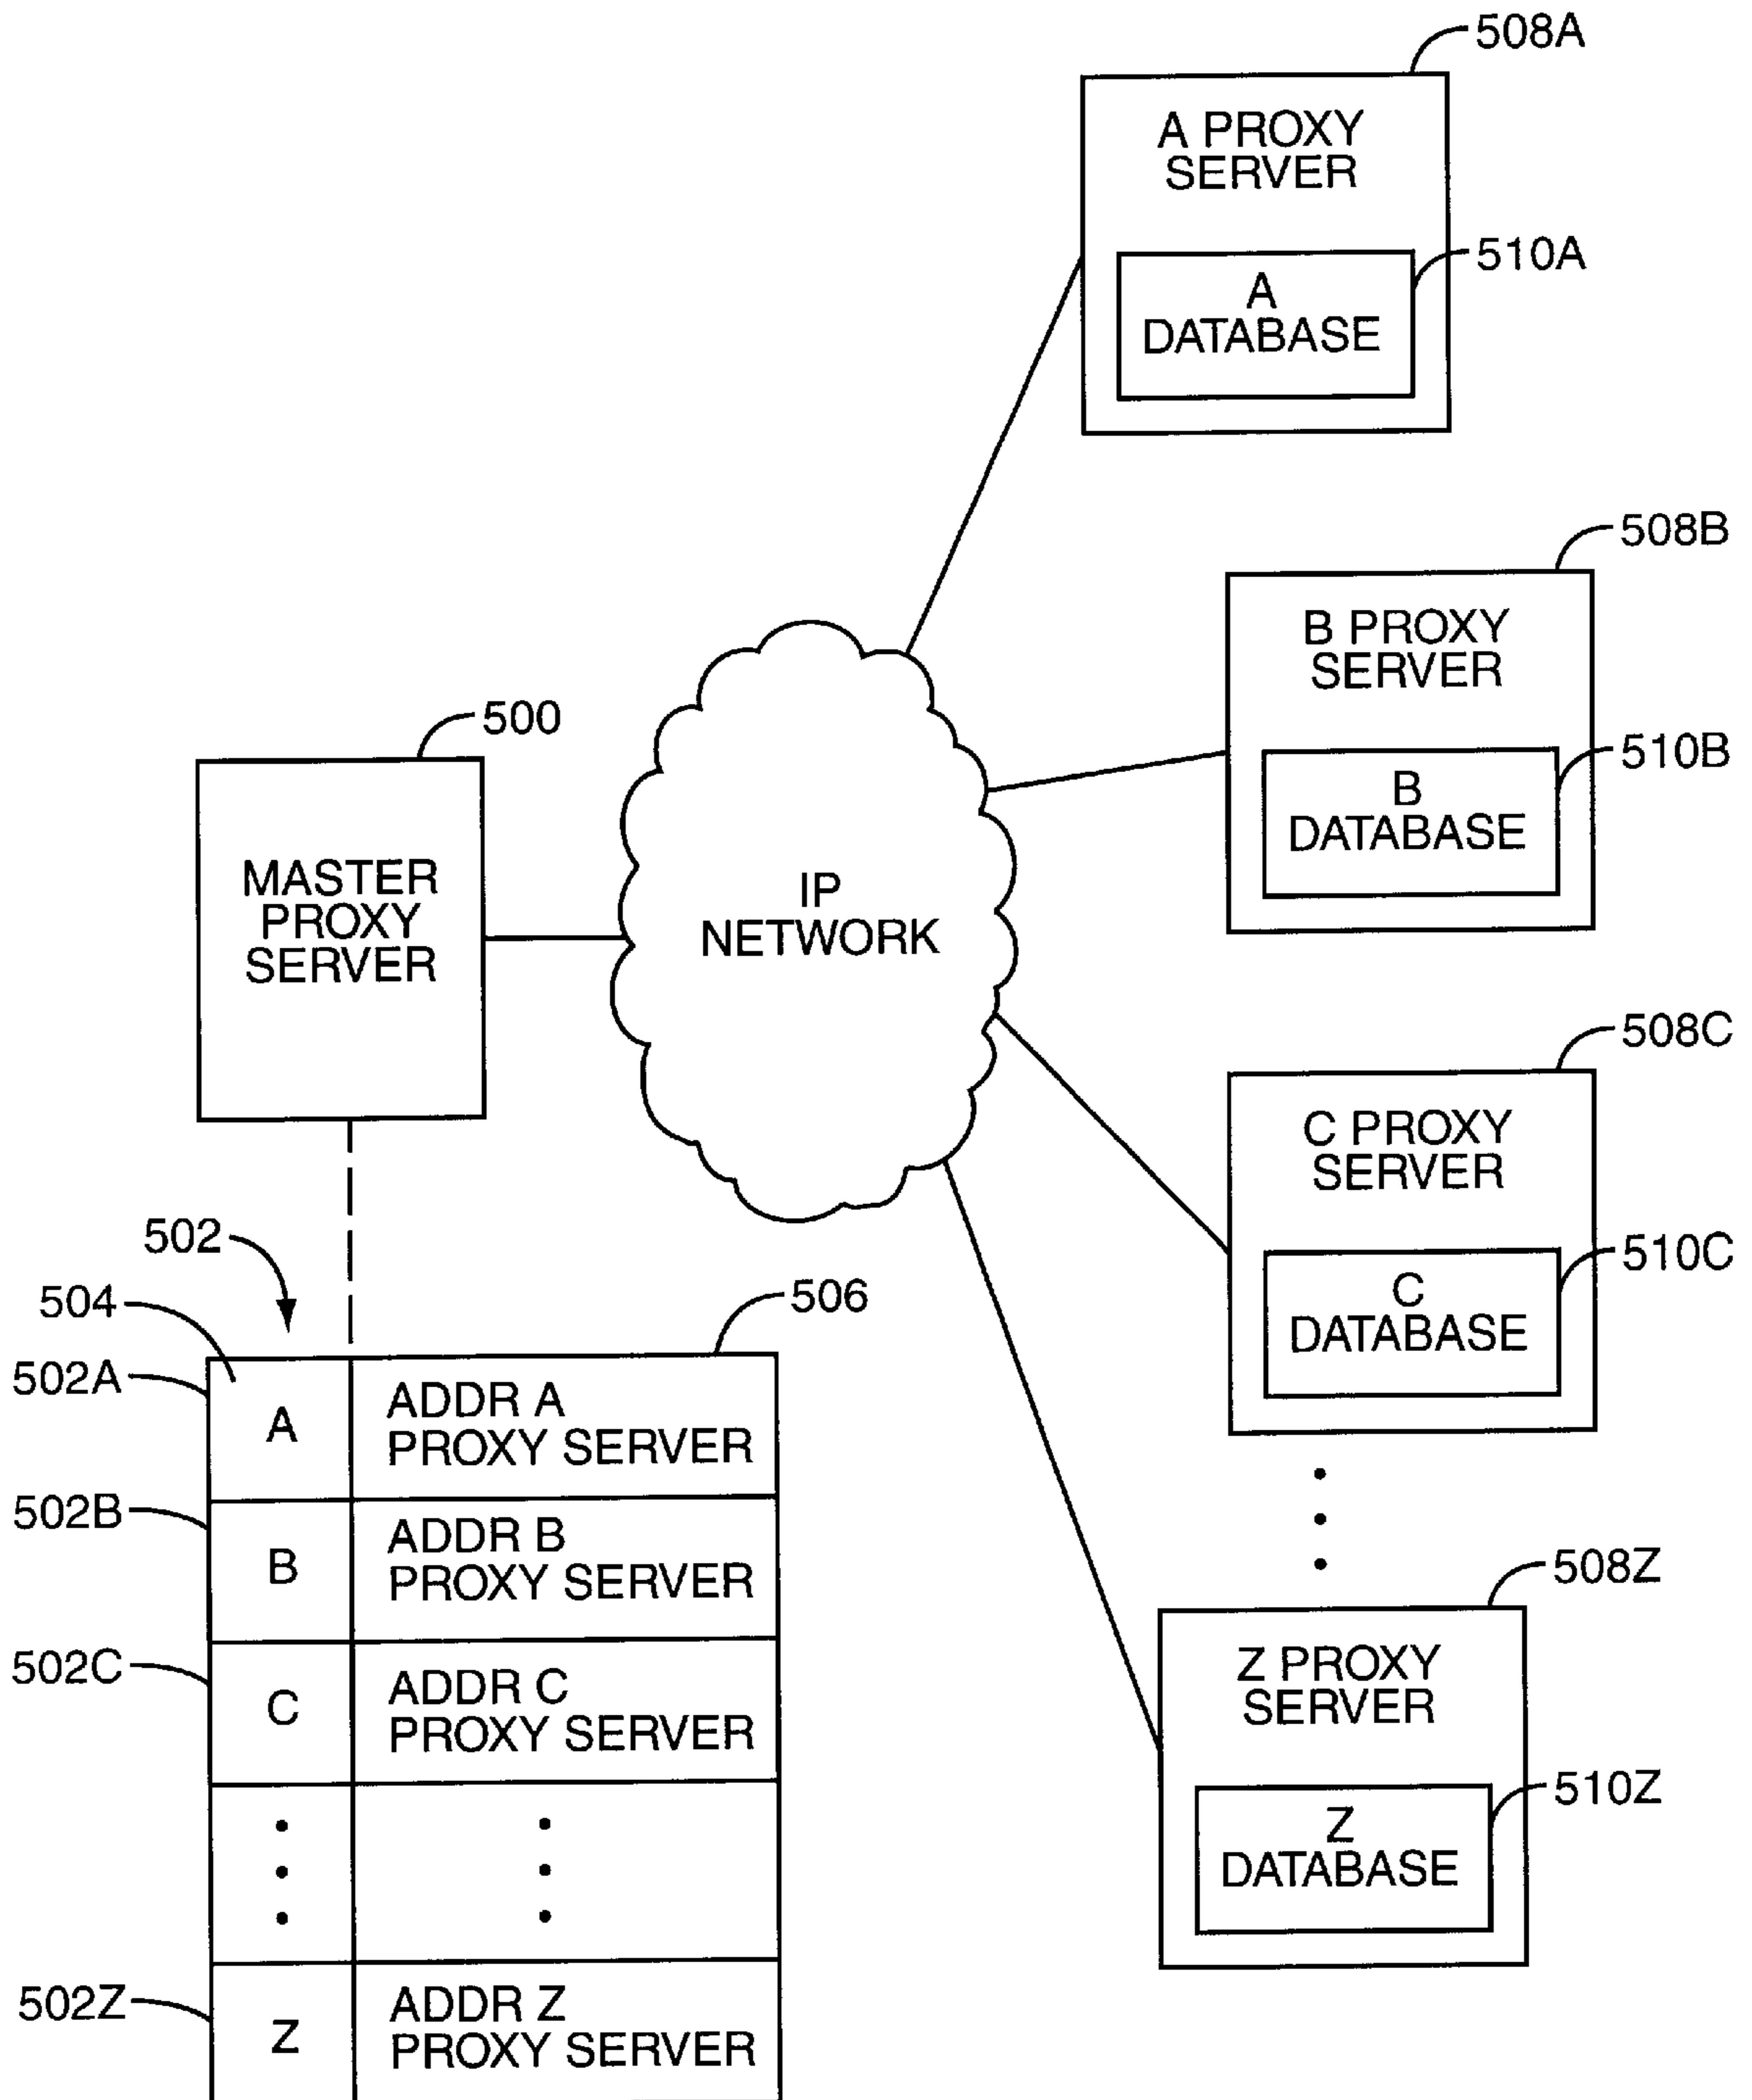 508A
A PROXY
SERVER
510A
A
DATABASE
508B
B PROXY
SERVER
510B
B
DATABASE
500
MASTER
PROXY
SERVER
IP
NETWORK
508C
C PROXY
SERVER
510C
C
DATABASE
502
504
506
502A
A
ADDR A
PROXY SERVER
502B
B
ADDR B
PROXY SERVER
502C
C
ADDR C
PROXY SERVER
508Z
Z PROXY
SERVER
510Z
Z
DATABASE
502Z
Z
ADDR Z
PROXY SERVER